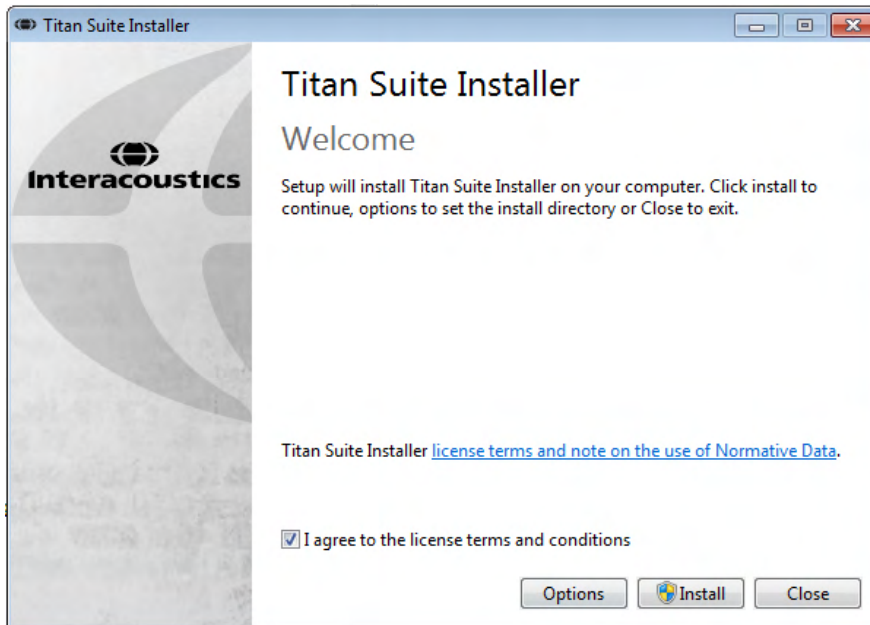 Titan Suite Installer
Interacoustics
Titan Suite Installer
Welcome
Setup will install Titan Suite Installer on your computer. Click install to
continue, options to set the install directory or Close to exit.
Titan Suite Installer license terms and note on the use of Normative Data.
I agree to the license terms and conditions
Options
Install
Close